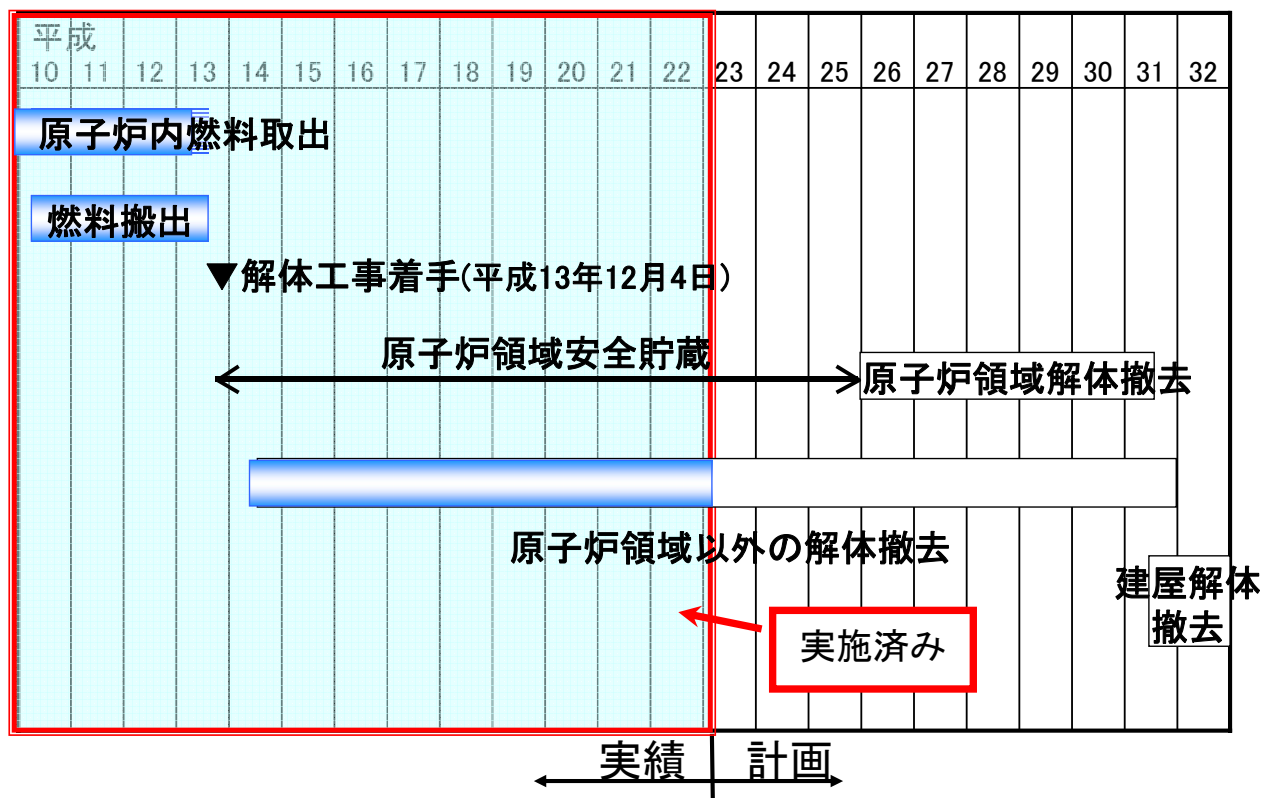 平成
10 11 12 13 14 15 16 17 18 19 20 21 22 23 24 25 26 27 28 29 30 31 32
原子炉内燃料取出
燃料搬出
▼解体工事着手(平成13年12月4日)
原子炉領域安全貯蔵
原子炉領域解体撤去
原子炉領域以外の解体撤去
建屋解体
撤去
実施済み
実績 計画